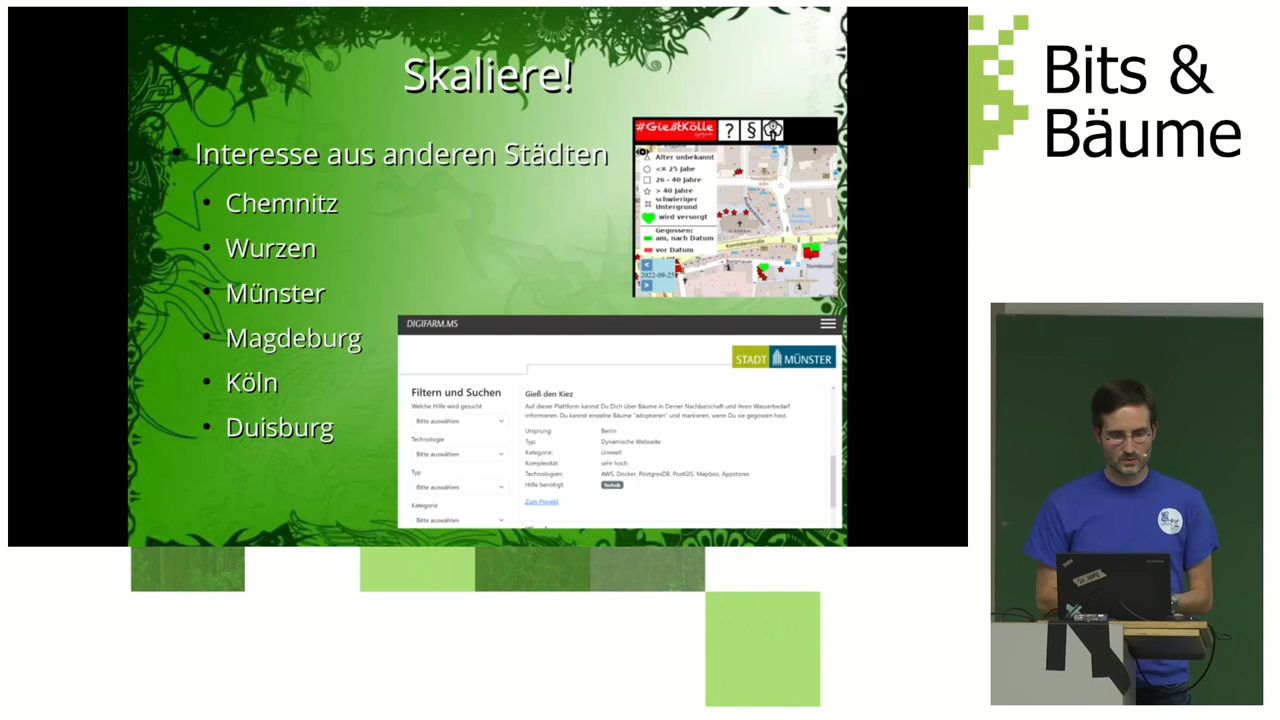 Skaliere!
Interesse aus anderen Städten
Chemnitz
Wurzen
Münster
Magdeburg
Köln
Duisburg
#GießtKölle
? §
Alter unbekannt
<= 25 Jahe
26 - 40 Jahre
> 40 Jahre
schwieriger
Untergrund
wird versorgt
Gegossen:
am, nach Datum
vor Datum
<
2022-09-25
>
DIGIFARM.MS
STADT MÜNSTER
Filtern und Suchen
Welche Hilfe wird gesucht
Bitte auswählen
Technologie
Bitte auswählen
Typ
Bitte auswählen
Kategorie
Bitte auswählen
Gieß den Kiez
Auf dieser Plattform kannst Du Dich über Bäume in Deiner Nachbarschaft und ihren Wasserbedarf
informieren. Du kannst einzelne Bäume "adoptieren" und markieren, wenn Du sie gegossen hast.
Ursprung: Berlin
Typ: Dynamische Webseite
Kategorie: Umwelt
Komplexität: sehr hoch
Technologien: AWS, Docker, PostgresDB, PostGIS, Mapbox, Appstores
Hilfe benötigt: Technik
Zum Projekt
Bits &
Bäume